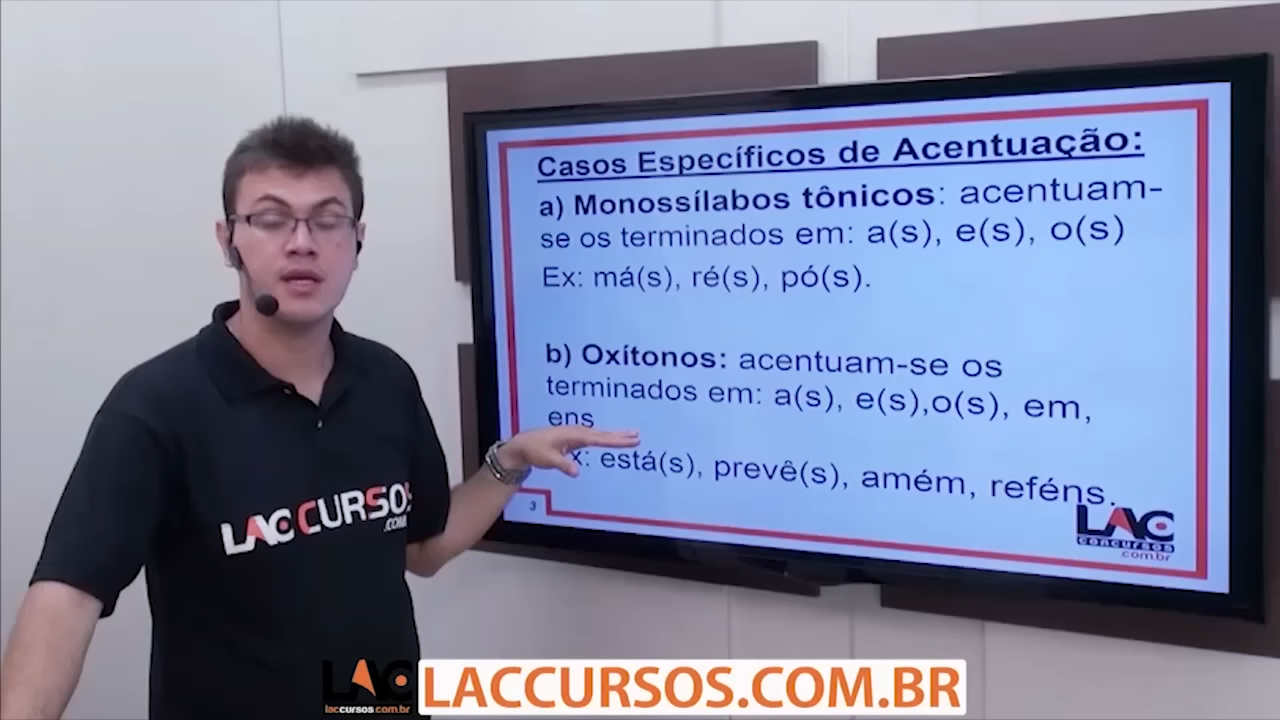 Casos Específicos de Acentuação:
a) Monossílabos tônicos: acentuam-
se os terminados em: a(s), e(s), o(s)
Ex: má(s), ré(s), pó(s).
b) Oxítonos: acentuam-se os
terminados em: a(s), e(s),o(s), em,
ens
x: está(s), prevê(s), amém, reféns.
3
LAC
concursos
.com.br
LAC CURSOS
.COM
LAC
laccursos.com.br
LACCURSOS.COM.BR